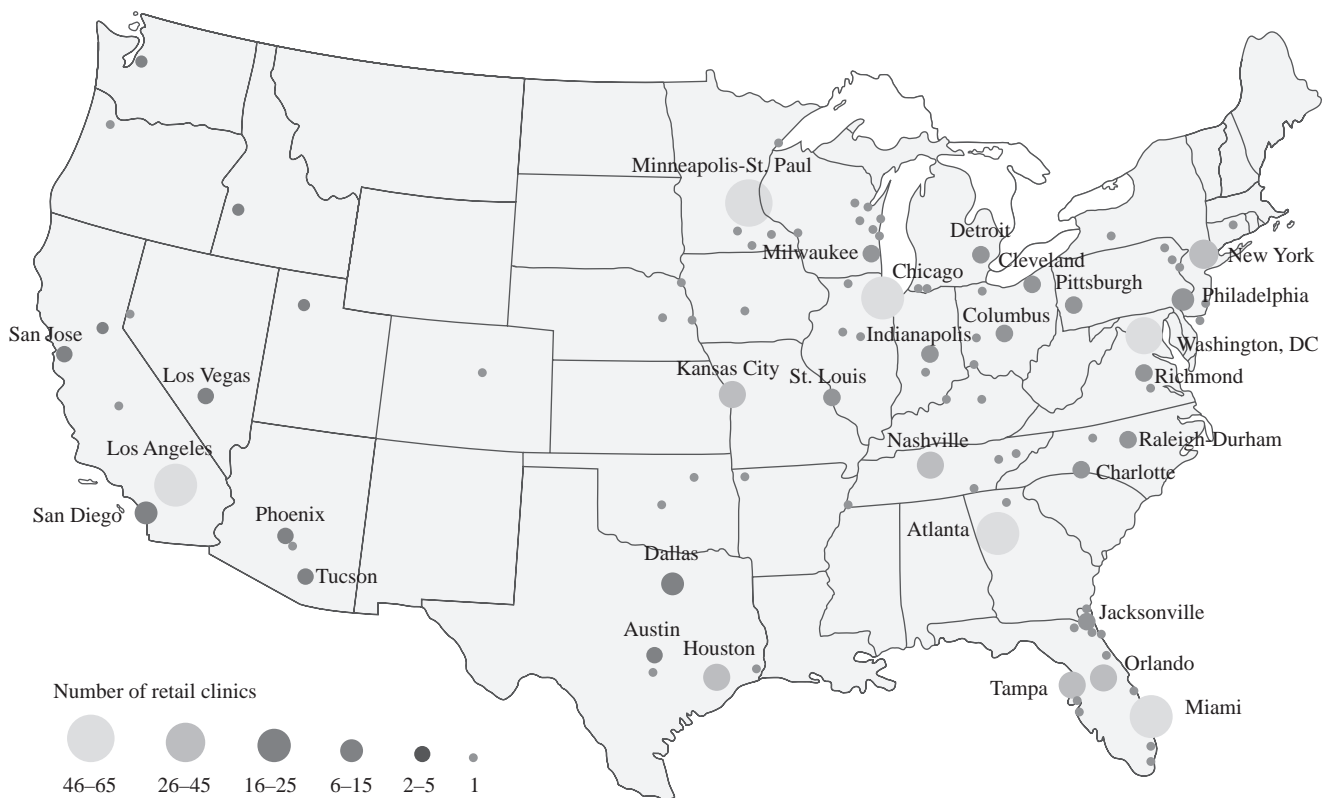 Minneapolis-St. Paul
Detroit
Milwaukee
Cleveland
New York
Chicago
Pittsburgh
Philadelphia
Columbus
San Jose
Indianapolis
Washington, DC
Kansas City
St. Louis
Los Vegas
Richmond
Nashville
Raleigh-Durham
Los Angeles
Charlotte
San Diego
Phoenix
Atlanta
Dallas
Tucson
Jacksonville
Austin
Houston
Orlando
Tampa
Miami
Number of retail clinics
46–65 26–45 16–25 6–15 2–5 1